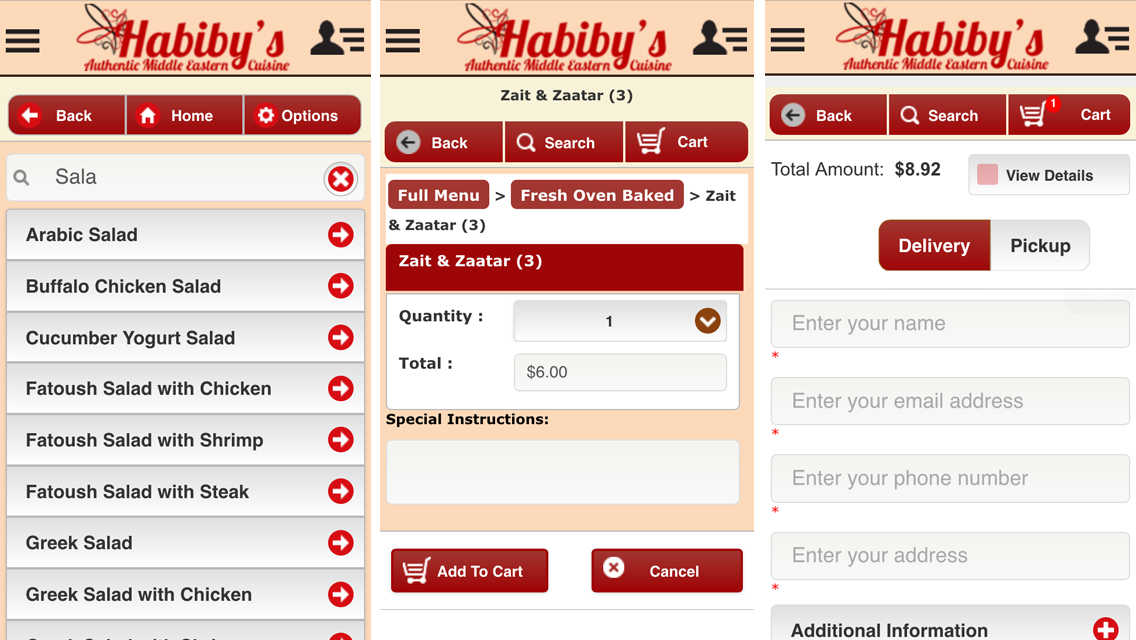 Habiby's
Authentic Middle Eastern Cuisine
Back Home Options
Sala
Arabic Salad
Buffalo Chicken Salad
Cucumber Yogurt Salad
Fatoush Salad with Chicken
Fatoush Salad with Shrimp
Fatoush Salad with Steak
Greek Salad
Greek Salad with Chicken
Habiby's
Authentic Middle Eastern Cuisine
Zait & Zaatar (3)
Back Search Cart
Full Menu > Fresh Oven Baked > Zait
& Zaatar (3)
Zait & Zaatar (3)
Quantity : 1
Total : $6.00
Special Instructions:
Add To Cart Cancel
Habiby's
Authentic Middle Eastern Cuisine
Back Search 1 Cart
Total Amount: $8.92 View Details
Delivery Pickup
Enter your name
*
Enter your email address
*
Enter your phone number
*
Enter your address
*
Additional Information